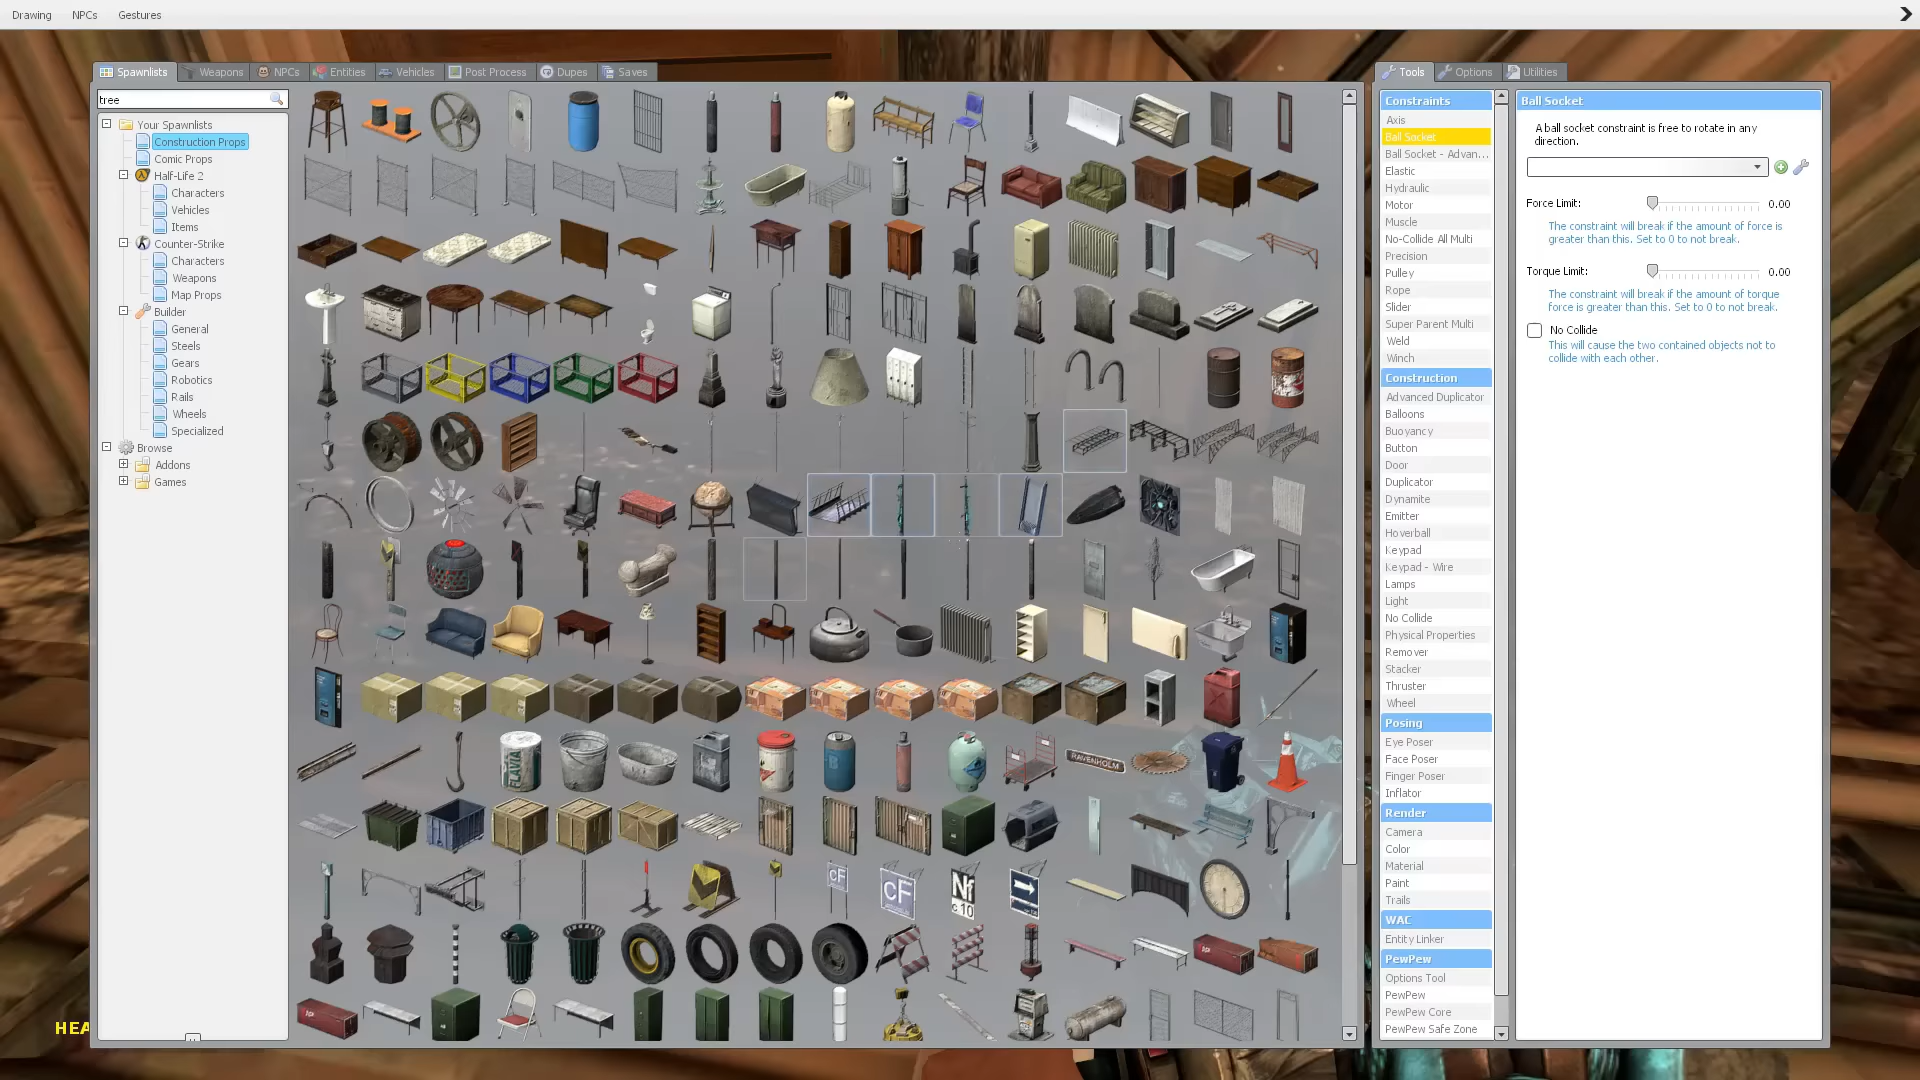 Drawing NPCs Gestures
Spawnlists Weapons NPCs Entities Vehicles Post Process Dupes Saves
Tools Options Utilities
tree
Your Spawnlists
Construction Props
Comic Props
Half-Life 2
Characters
Vehicles
Items
Counter-Strike
Characters
Weapons
Map Props
Builder
General
Steels
Gears
Robotics
Rails
Wheels
Specialized
Browse
Addons
Games
RAVENHOLM
cF
cF
Nf
c 10
HEA
Constraints
Axis
Ball Socket
Ball Socket - Advan...
Elastic
Hydraulic
Motor
Muscle
No-Collide All Multi
Precision
Pulley
Rope
Slider
Super Parent Multi
Weld
Winch
Construction
Advanced Duplicator
Balloons
Buoyancy
Button
Door
Duplicator
Dynamite
Emitter
Hoverball
Keypad
Keypad - Wire
Lamps
Light
No Collide
Physical Properties
Remover
Stacker
Thruster
Wheel
Posing
Eye Poser
Face Poser
Finger Poser
Inflator
Render
Camera
Color
Material
Paint
Trails
WAC
Entity Linker
PewPew
Options Tool
PewPew
PewPew Core
PewPew Safe Zone
Ball Socket
A ball socket constraint is free to rotate in any
direction.
Force Limit: 0.00
The constraint will break if the amount of force is
greater than this. Set to 0 to not break.
Torque Limit: 0.00
The constraint will break if the amount of torque
force is greater than this. Set to 0 to not break.
No Collide
This will cause the two contained objects not to
collide with each other.